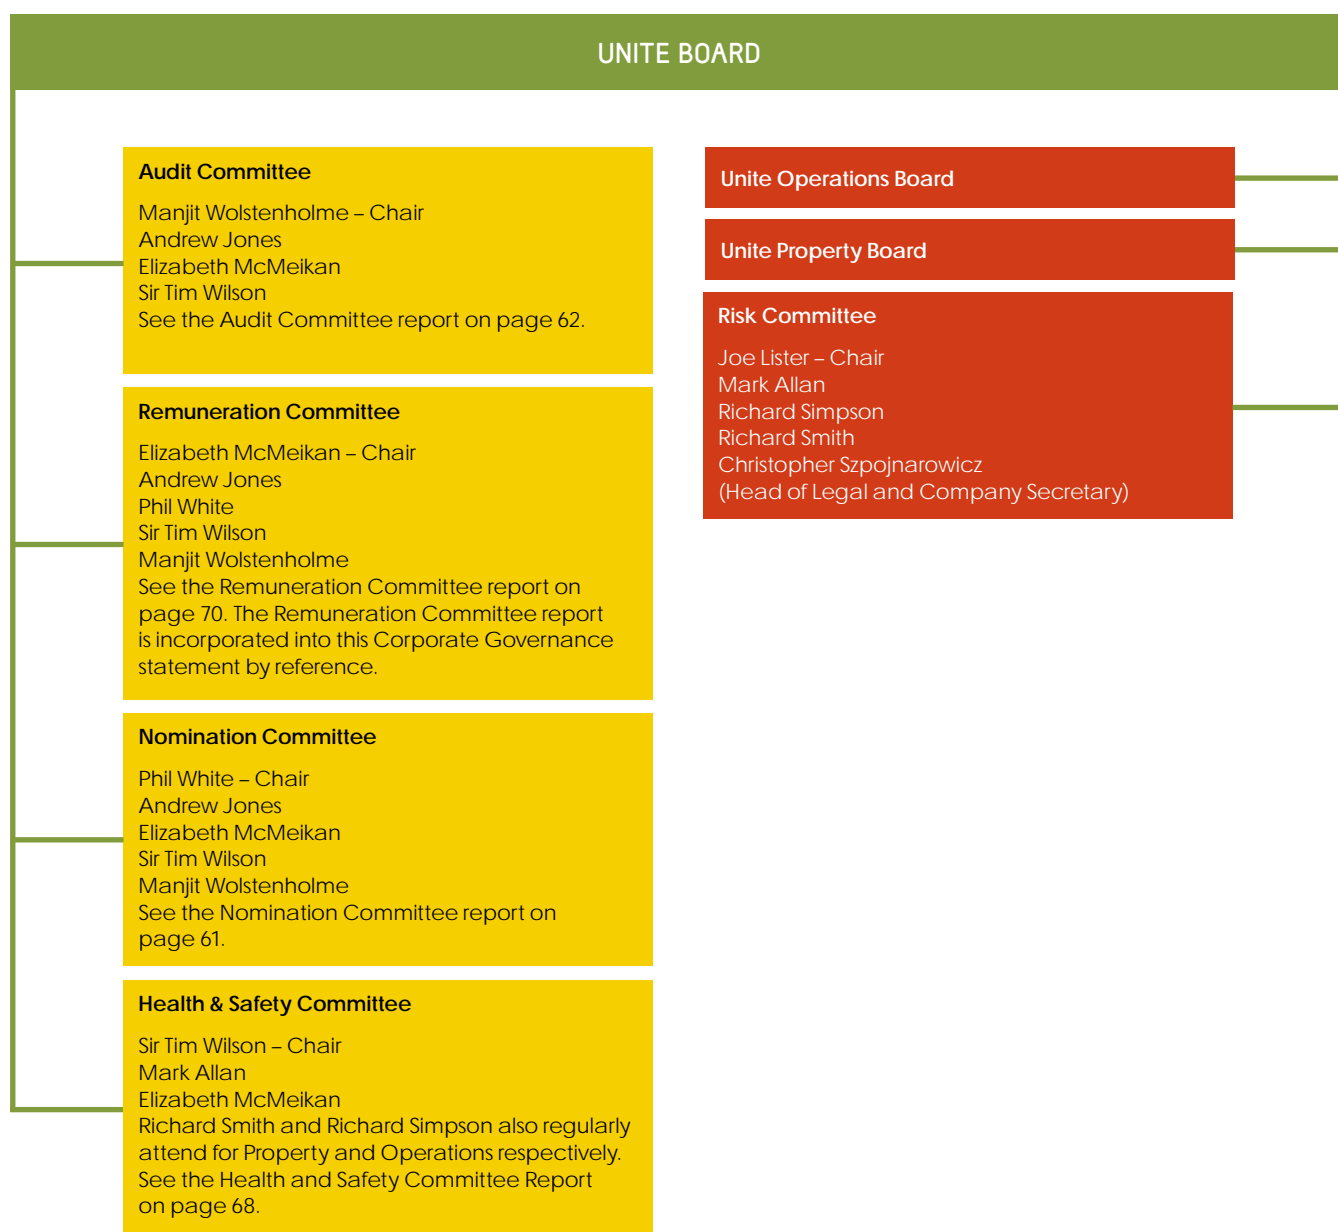 UNITE BOARD
Audit Committee
Manjit Wolstenholme – Chair
Andrew Jones
Elizabeth McMeikan
Sir Tim Wilson
See the Audit Committee report on page 62.
Remuneration Committee
Elizabeth McMeikan – Chair
Andrew Jones
Phil White
Sir Tim Wilson
Manjit Wolstenholme
See the Remuneration Committee report on
page 70. The Remuneration Committee report
is incorporated into this Corporate Governance
statement by reference.
Nomination Committee
Phil White – Chair
Andrew Jones
Elizabeth McMeikan
Sir Tim Wilson
Manjit Wolstenholme
See the Nomination Committee report on
page 61.
Health & Safety Committee
Sir Tim Wilson – Chair
Mark Allan
Elizabeth McMeikan
Richard Smith and Richard Simpson also regularly
attend for Property and Operations respectively.
See the Health and Safety Committee Report
on page 68.
Unite Operations Board
Unite Property Board
Risk Committee
Joe Lister – Chair
Mark Allan
Richard Simpson
Richard Smith
Christopher Szpojnarowicz
(Head of Legal and Company Secretary)